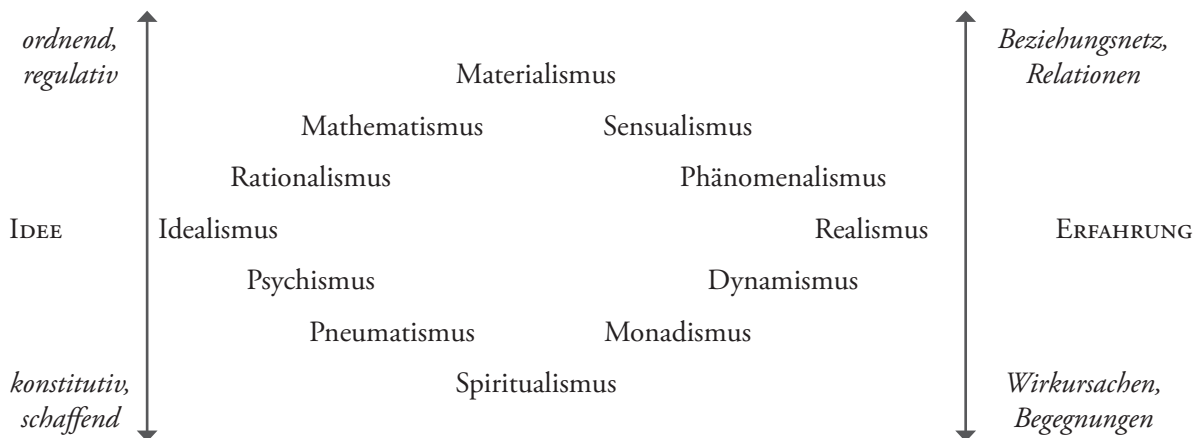 ordnend,
regulativ
Beziehungsnetz,
Relationen
Materialismus
Mathematismus
Sensualismus
Rationalismus
Phänomenalismus
IDEE
Idealismus
Realismus
ERFAHRUNG
Psychismus
Dynamismus
Pneumatismus
Monadismus
Spiritualismus
konstitutiv,
schaffend
Wirkursachen,
Begegnungen